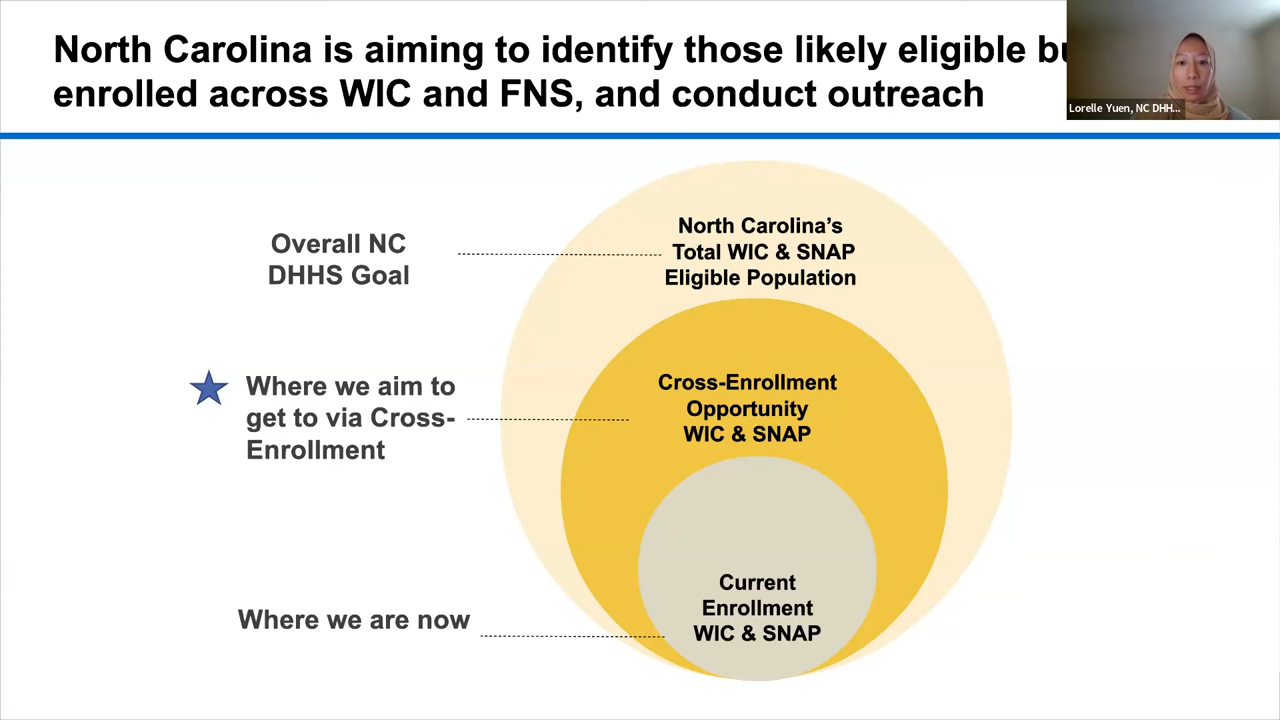 North Carolina is aiming to identify those likely eligible
enrolled across WIC and FNS, and conduct outreach
Lorelle Yuen, NC DHH...
Overall NC
DHHS Goal
North Carolina's
Total WIC & SNAP
Eligible Population
Where we aim to
get to via Cross-
Enrollment
Cross-Enrollment
Opportunity
WIC & SNAP
Where we are now
Current
Enrollment
WIC & SNAP